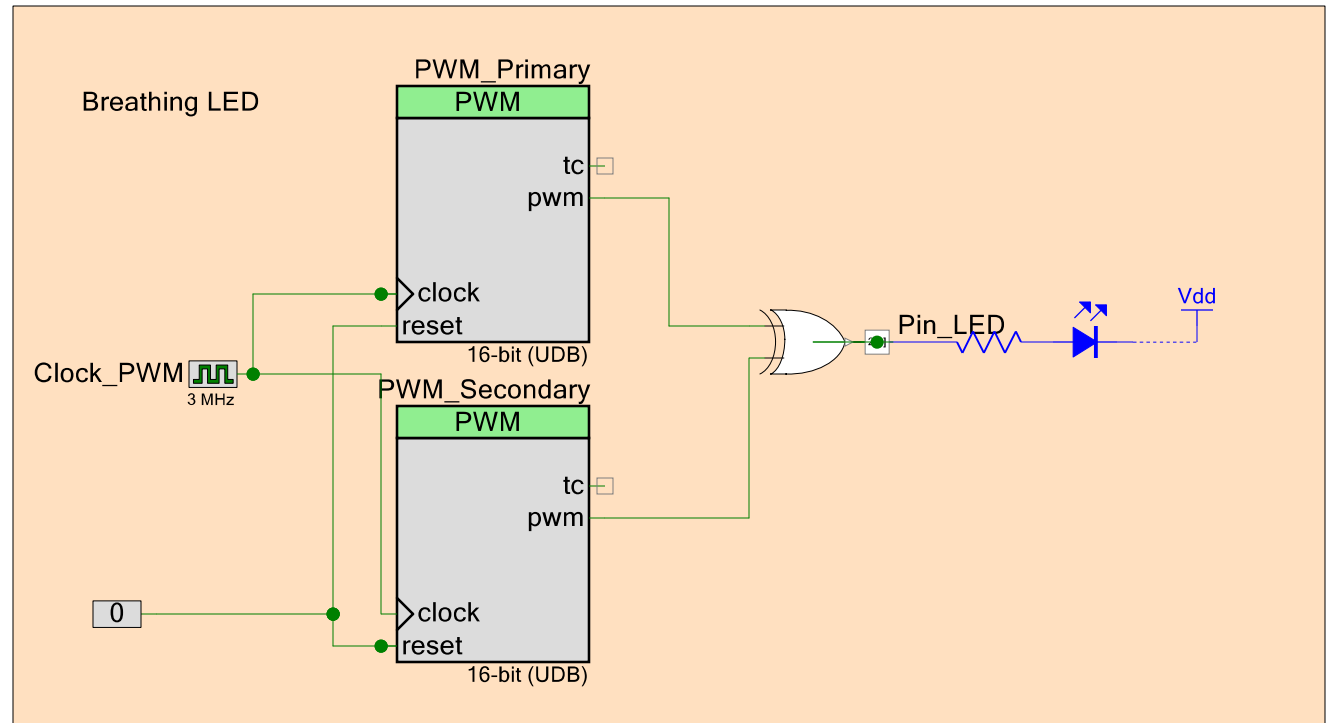 Breathing LED
PWM_Primary
PWM
tc
pwm
clock
reset
16-bit (UDB)
Clock_PWM
3 MHz
PWM_Secondary
PWM
tc
pwm
clock
reset
16-bit (UDB)
0
Pin_LED
Vdd